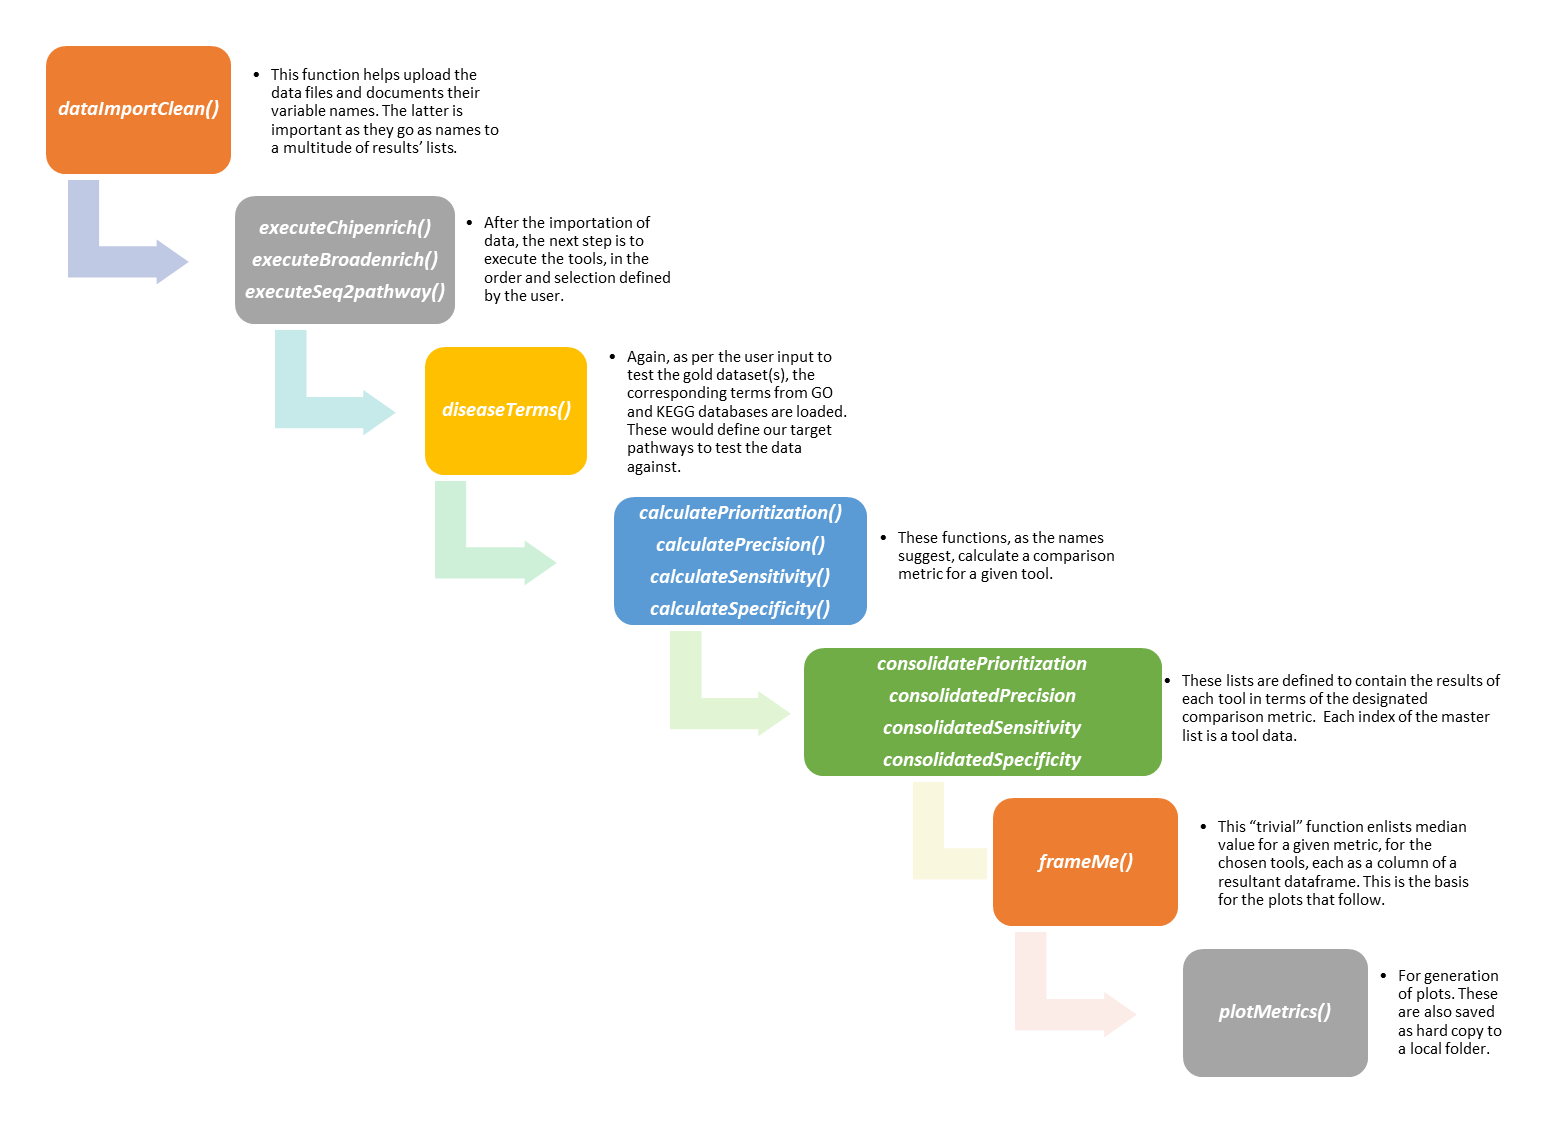 dataImportClean()
• This function helps upload the
data files and documents their
variable names. The latter is
important as they go as names to
a multitude of results’ lists.
executeChipenrich()
executeBroadenrich()
executeSeq2pathway()
• After the importation of
data, the next step is to
execute the tools, in the
order and selection defined
by the user.
diseaseTerms()
• Again, as per the user input to
test the gold dataset(s), the
corresponding terms from GO
and KEGG databases are loaded.
These would define our target
pathways to test the data
against.
calculatePrioritization()
calculatePrecision()
calculateSensitivity()
calculateSpecificity()
• These functions, as the names
suggest, calculate a comparison
metric for a given tool.
consolidatePrioritization
consolidatedPrecision
consolidatedSensitivity
consolidatedSpecificity
• These lists are defined to contain the results of
each tool in terms of the designated
comparison metric.  Each index of the master
list is a tool data.
frameMe()
• This “trivial” function enlists median
value for a given metric, for the
chosen tools, each as a column of a
resultant dataframe. This is the basis
for the plots that follow.
plotMetrics()
• For generation
of plots. These
are also saved
as hard copy to
a local folder.